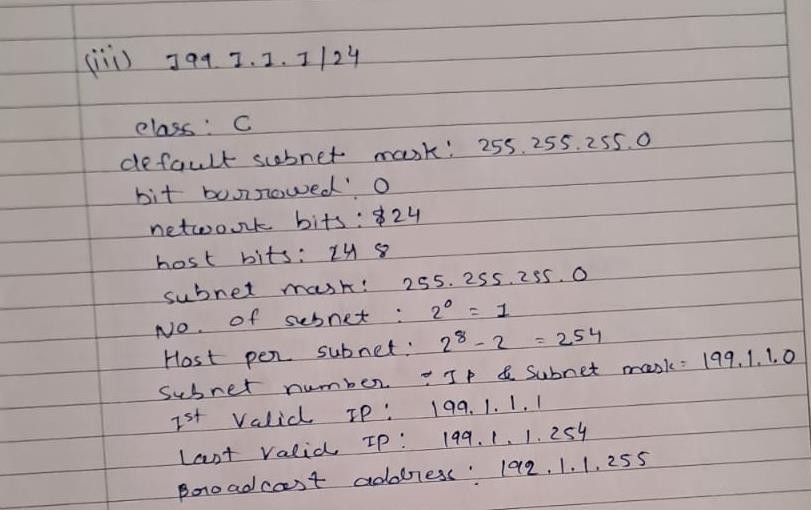 (iii) 199.1.1.1/24
class: C
default subnet mask: 255.255.255.0
bit borrowed: 0
network bits: 24
host bits: 24 8
subnet mask: 255.255.255.0
No. of subnet : 2⁰ = 1
Host per subnet: 2⁸ - 2 = 254
Subnet number = IP & Subnet mask = 199.1.1.0
1st Valid IP: 199.1.1.1
Last Valid IP: 199.1.1.254
Broadcast address: 192.1.1.255